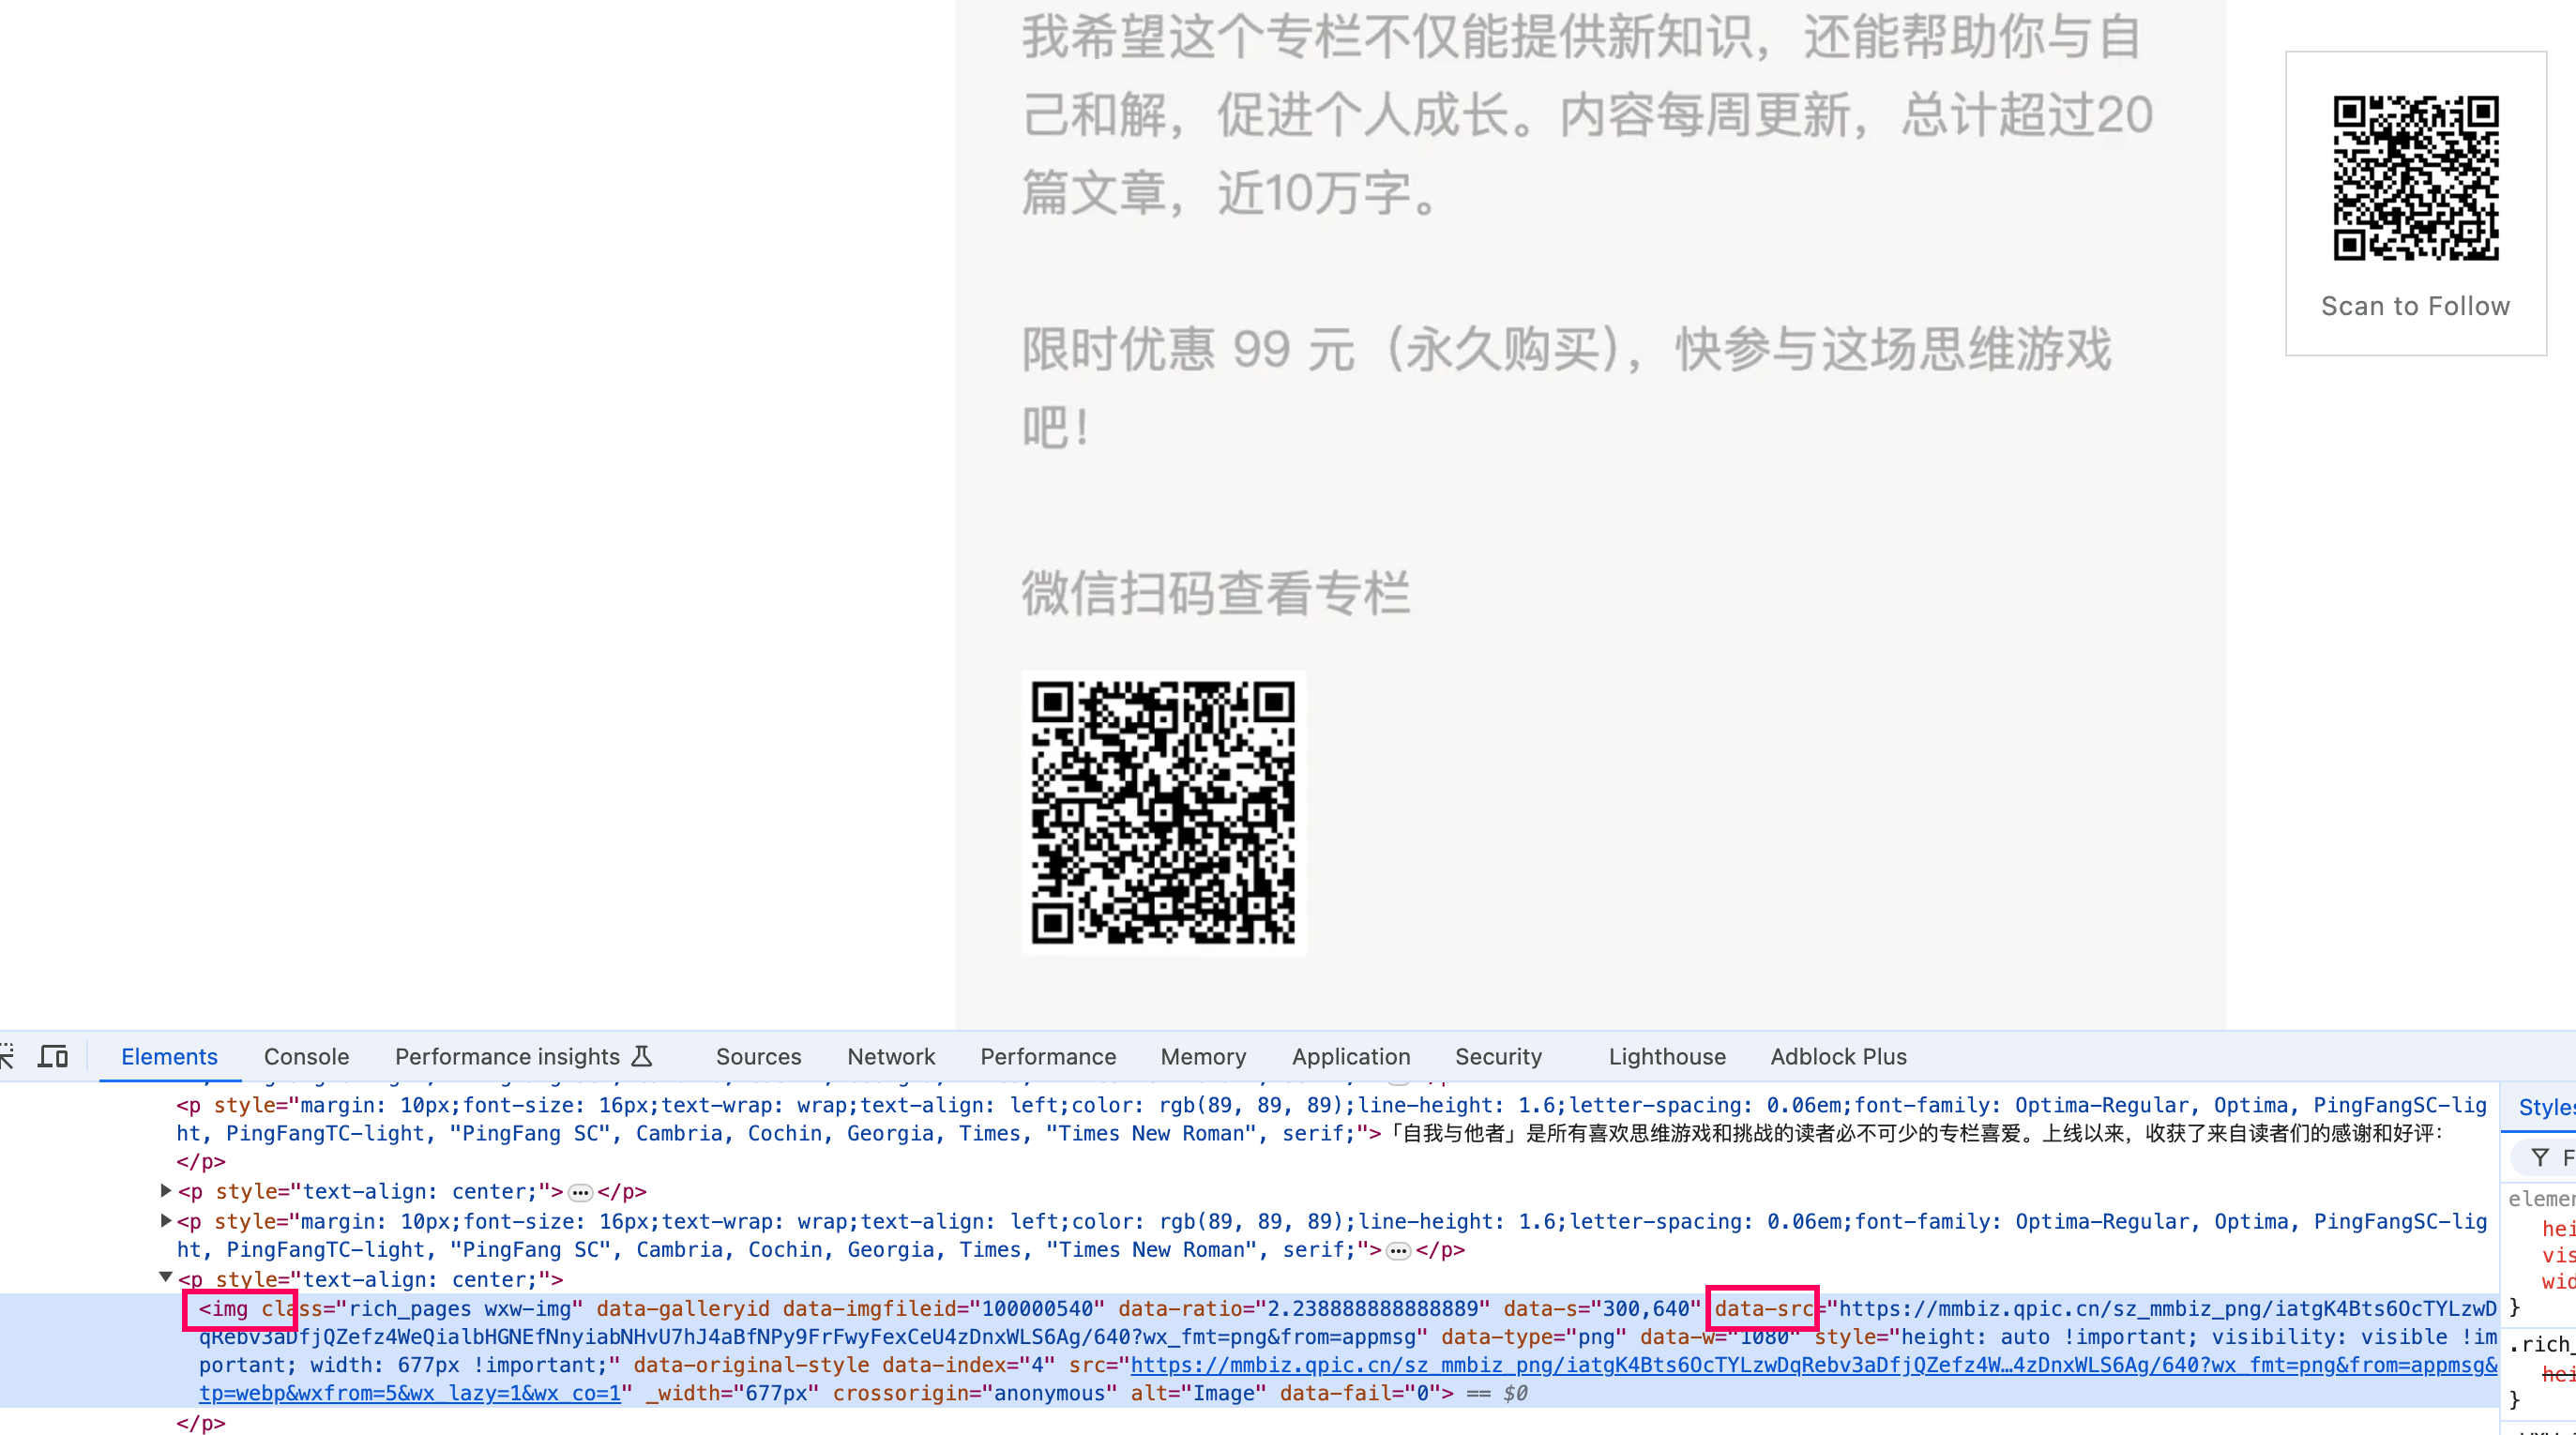 我希望这个专栏不仅能提供新知识，还能帮助你与自
己和解，促进个人成长。内容每周更新，总计超过20
篇文章，近10万字。
限时优惠 99 元（永久购买），快参与这场思维游戏
吧！
微信扫码查看专栏
Scan to Follow
Elements Console Performance insights Sources Network Performance Memory Application Security Lighthouse Adblock Plus
<p style="margin: 10px;font-size: 16px;text-wrap: wrap;text-align: left;color: rgb(89, 89, 89);line-height: 1.6;letter-spacing: 0.06em;font-family: Optima-Regular, Optima, PingFangSC-lig
ht, PingFangTC-light, "PingFang SC", Cambria, Cochin, Georgia, Times, "Times New Roman", serif;">「自我与他者」是所有喜欢思维游戏和挑战的读者必不可少的专栏喜爱。上线以来，收获了来自读者们的感谢和好评：
</p>
<p style="text-align: center;">…</p>
<p style="margin: 10px;font-size: 16px;text-wrap: wrap;text-align: left;color: rgb(89, 89, 89);line-height: 1.6;letter-spacing: 0.06em;font-family: Optima-Regular, Optima, PingFangSC-lig
ht, PingFangTC-light, "PingFang SC", Cambria, Cochin, Georgia, Times, "Times New Roman", serif;">…</p>
<p style="text-align: center;">
<img class="rich_pages wxw-img" data-galleryid data-imgfileid="100000540" data-ratio="2.238888888888889" data-s="300,640" data-src="https://mmbiz.qpic.cn/sz_mmbiz_png/iatgK4Bts6OcTYLzwD
qRebv3aDfjQZefz4WeQialbHGNEfNnyiabNHvU7hJ4aBfNPy9FrFwyFexCeU4zDnxWLS6Ag/640?wx_fmt=png&from=appmsg" data-type="png" data-w="1080" style="height: auto !important; visibility: visible !im
portant; width: 677px !important;" data-original-style data-index="4" src="https://mmbiz.qpic.cn/sz_mmbiz_png/iatgK4Bts6OcTYLzwDqRebv3aDfjQZefz4W…4zDnxWLS6Ag/640?wx_fmt=png&from=appmsg&
tp=webp&wxfrom=5&wx_lazy=1&wx_co=1" _width="677px" crossorigin="anonymous" alt="Image" data-fail="0"> == $0
</p>
Styles
F
elemen
hei
vis
wid
}
.rich_
hei
}